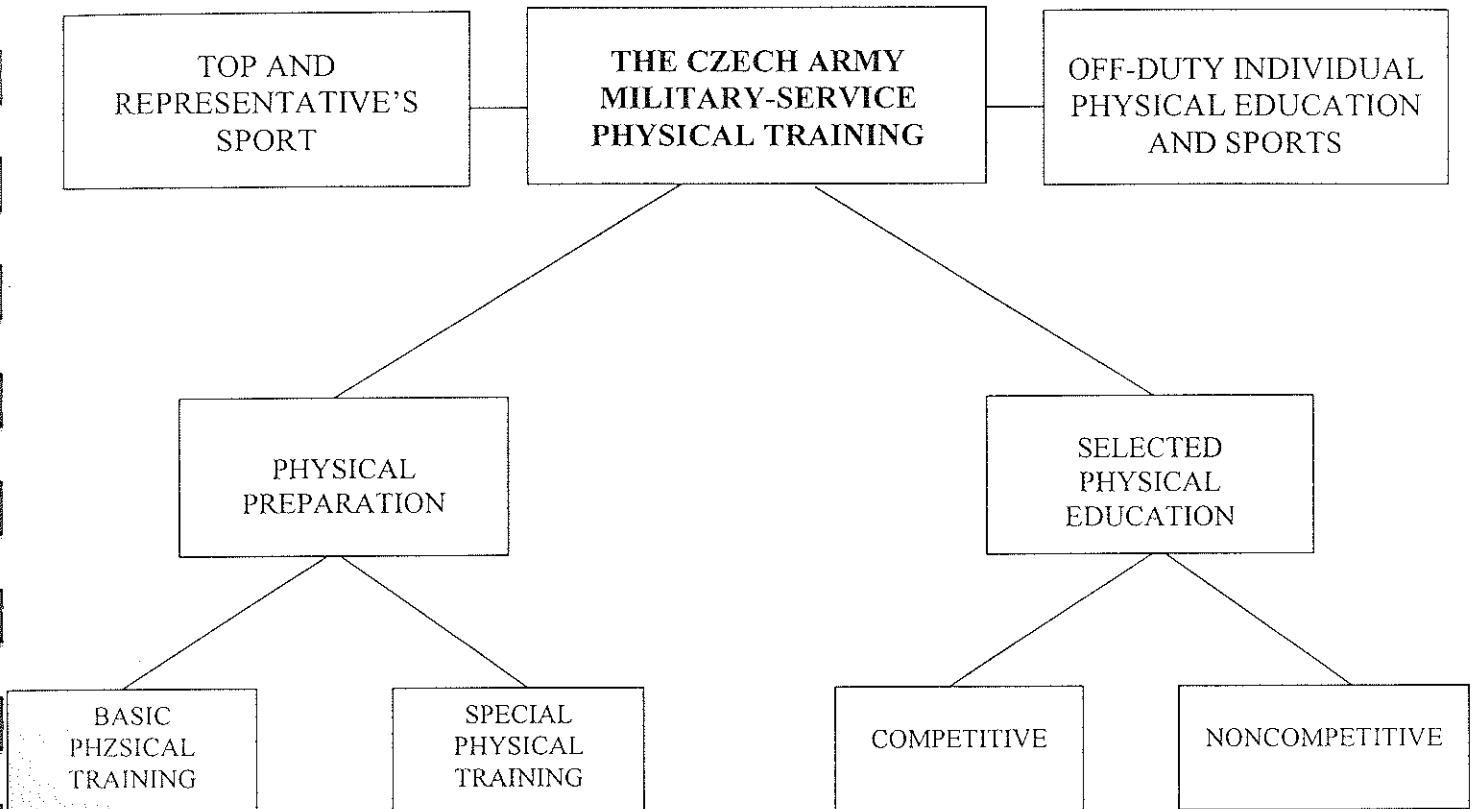 TOP AND
REPRESENTATIVE'S
SPORT
THE CZECH ARMY
MILITARY-SERVICE
PHYSICAL TRAINING
OFF-DUTY INDIVIDUAL
PHYSICAL EDUCATION
AND SPORTS
PHYSICAL
PREPARATION
SELECTED
PHYSICAL
EDUCATION
BASIC
PHZSICAL
TRAINING
SPECIAL
PHYSICAL
TRAINING
COMPETITIVE
NONCOMPETITIVE